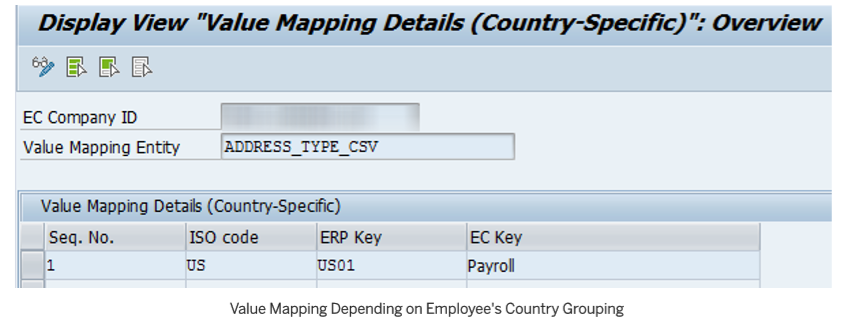 Display View "Value Mapping Details (Country-Specific)": Overview
EC Company ID
Value Mapping Entity ADDRESS_TYPE_CSV
Value Mapping Details (Country-Specific)
Seq. No. ISO code ERP Key EC Key
1 US US01 Payroll
Value Mapping Depending on Employee's Country Grouping